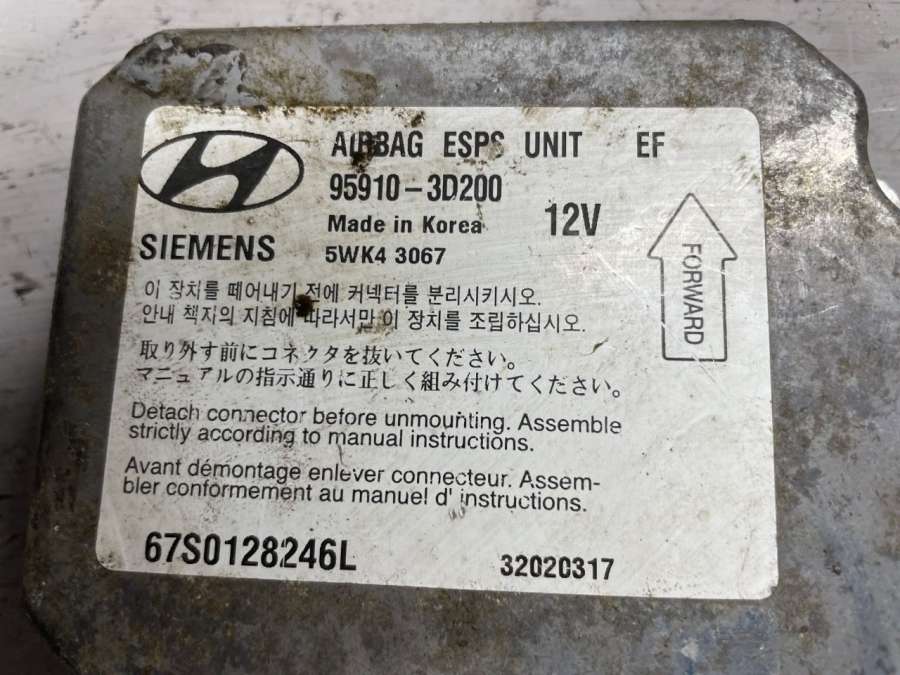 AIRBAG ESPS UNIT EF
95910-3D200
Made in Korea 12V
SIEMENS 5WK4 3067
FORWARD
이 장치를 떼어내기 전에 커넥터를 분리시키시오.
안내 책자의 지침에 따라서만 이 장치를 조립하십시오.
取り外す前にコネクタを抜いてください。
マニュアルの指示通りに正しく組み付けてください。
Detach connector before unmounting. Assemble
strictly according to manual instructions.
Avant démontage enlever connecteur. Assem-
bler conformement au manuel d' instructions.
67S0128246L 32020317